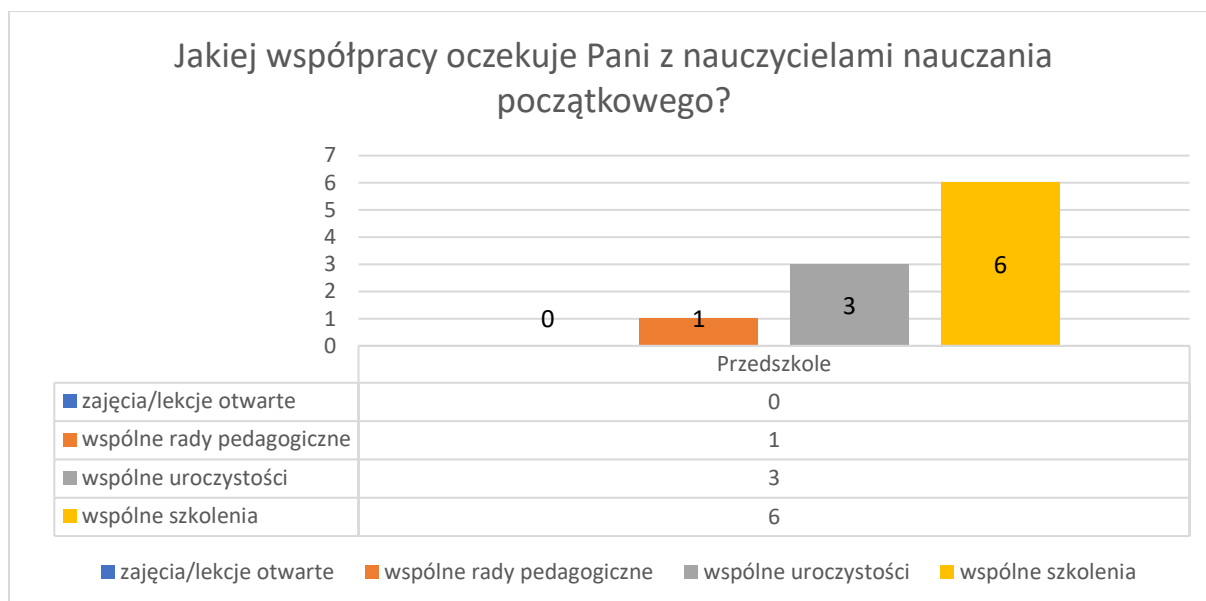 Jakiej współpracy oczekuje Pani z nauczycielami nauczania
początkowego?
7
6
5
4
3
2
1
0
0
1
3
6
Przedszkole
zajęcia/lekcje otwarte 0
wspólne rady pedagogiczne 1
wspólne uroczystości 3
wspólne szkolenia 6
zajęcia/lekcje otwarte wspólne rady pedagogiczne wspólne uroczystości wspólne szkolenia